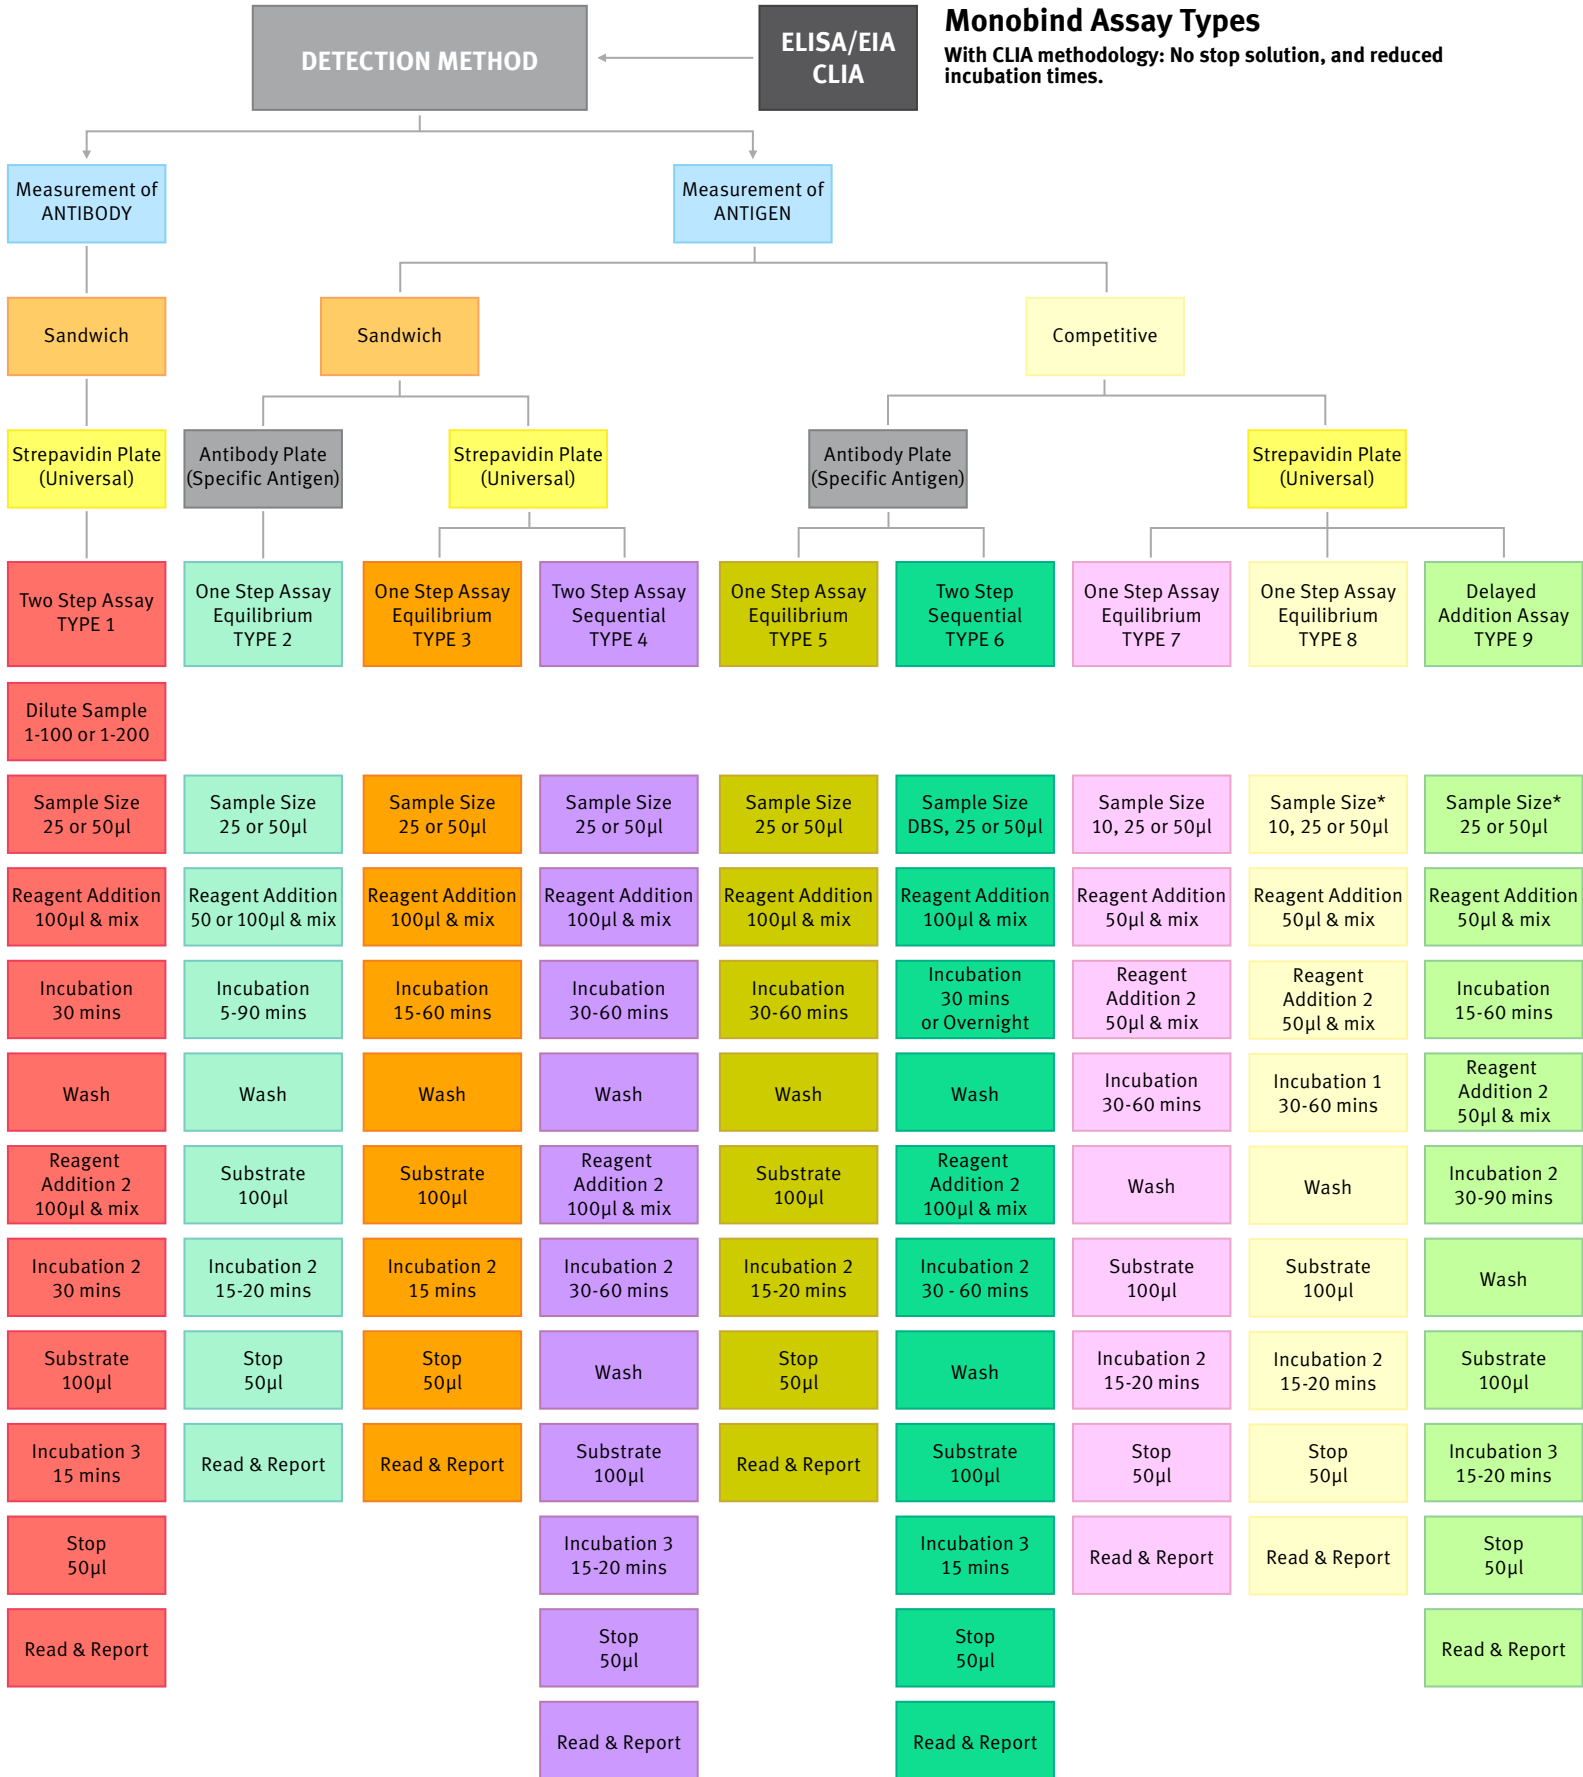 Monobind Assay Types
With CLIA methodology: No stop solution, and reduced
incubation times.
DETECTION METHOD
ELISA/EIA
CLIA
Measurement of
ANTIBODY
Measurement of
ANTIGEN
Sandwich
Sandwich
Competitive
Strepavidin Plate
(Universal)
Antibody Plate
(Specific Antigen)
Strepavidin Plate
(Universal)
Antibody Plate
(Specific Antigen)
Strepavidin Plate
(Universal)
Two Step Assay
TYPE 1
One Step Assay
Equilibrium
TYPE 2
One Step Assay
Equilibrium
TYPE 3
Two Step Assay
Sequential
TYPE 4
One Step Assay
Equilibrium
TYPE 5
Two Step
Sequential
TYPE 6
One Step Assay
Equilibrium
TYPE 7
One Step Assay
Equilibrium
TYPE 8
Delayed
Addition Assay
TYPE 9
Dilute Sample
1-100 or 1-200
Sample Size
25 or 50µl
Sample Size
25 or 50µl
Sample Size
25 or 50µl
Sample Size
25 or 50µl
Sample Size
25 or 50µl
Sample Size
DBS, 25 or 50µl
Sample Size
10, 25 or 50µl
Sample Size*
10, 25 or 50µl
Sample Size*
25 or 50µl
Reagent Addition
100µl & mix
Reagent Addition
50 or 100µl & mix
Reagent Addition
100µl & mix
Reagent Addition
100µl & mix
Reagent Addition
100µl & mix
Reagent Addition
100µl & mix
Reagent Addition
50µl & mix
Reagent Addition
50µl & mix
Reagent Addition
50µl & mix
Incubation
30 mins
Incubation
5-90 mins
Incubation
15-60 mins
Incubation
30-60 mins
Incubation
30-60 mins
Incubation
30 mins
or Overnight
Reagent
Addition 2
50µl & mix
Reagent
Addition 2
50µl & mix
Incubation
15-60 mins
Wash
Wash
Wash
Wash
Wash
Wash
Incubation
30-60 mins
Incubation 1
30-60 mins
Reagent
Addition 2
50µl & mix
Reagent
Addition 2
100µl & mix
Substrate
100µl
Substrate
100µl
Reagent
Addition 2
100µl & mix
Substrate
100µl
Reagent
Addition 2
100µl & mix
Wash
Wash
Incubation 2
30-90 mins
Incubation 2
30 mins
Incubation 2
15-20 mins
Incubation 2
15 mins
Incubation 2
30-60 mins
Incubation 2
15-20 mins
Incubation 2
30 - 60 mins
Substrate
100µl
Substrate
100µl
Wash
Substrate
100µl
Stop
50µl
Stop
50µl
Wash
Stop
50µl
Wash
Incubation 2
15-20 mins
Incubation 2
15-20 mins
Substrate
100µl
Incubation 3
15 mins
Read & Report
Read & Report
Substrate
100µl
Read & Report
Substrate
100µl
Stop
50µl
Stop
50µl
Incubation 3
15-20 mins
Stop
50µl
Incubation 3
15-20 mins
Incubation 3
15 mins
Read & Report
Read & Report
Stop
50µl
Read & Report
Stop
50µl
Stop
50µl
Read & Report
Read & Report
Read & Report